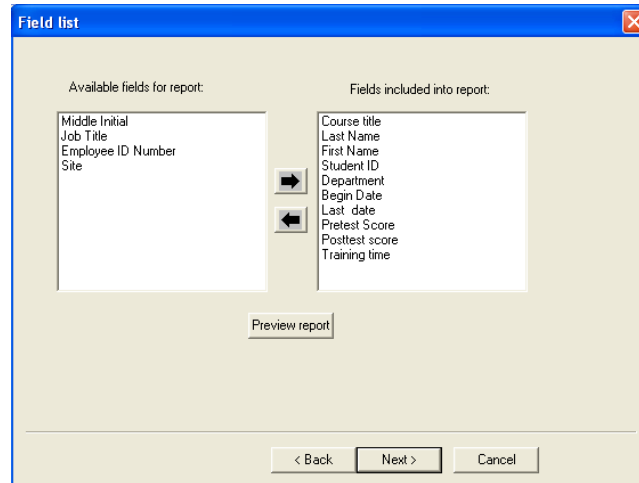 Field list
Available fields for report:
Middle Initial
Job Title
Employee ID Number
Site
Fields included into report:
Course title
Last Name
First Name
Student ID
Department
Begin Date
Last  date
Pretest Score
Posttest score
Training time
Preview report
< Back
Next >
Cancel